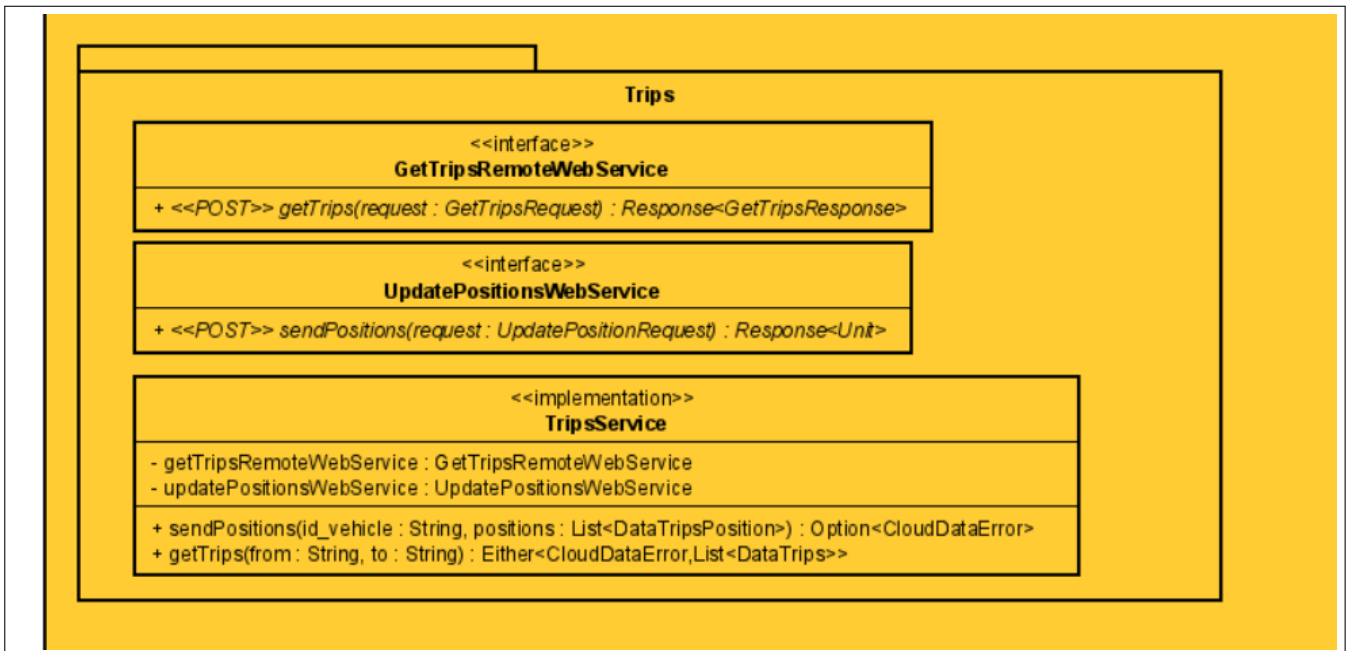 Trips
<<interface>>
GetTripsRemoteWebService
+ <<POST>> getTrips(request : GetTripsRequest) : Response<GetTripsResponse>
<<interface>>
UpdatePositionsWebService
+ <<POST>> sendPositions(request : UpdatePositionRequest) : Response<Unit>
<<implementation>>
TripsService
- getTripsRemoteWebService : GetTripsRemoteWebService
- updatePositionsWebService : UpdatePositionsWebService
+ sendPositions(id_vehicle : String, positions : List<DataTripsPosition>) : Option<CloudDataError>
+ getTrips(from : String, to : String) : Either<CloudDataError,List<DataTrips>>